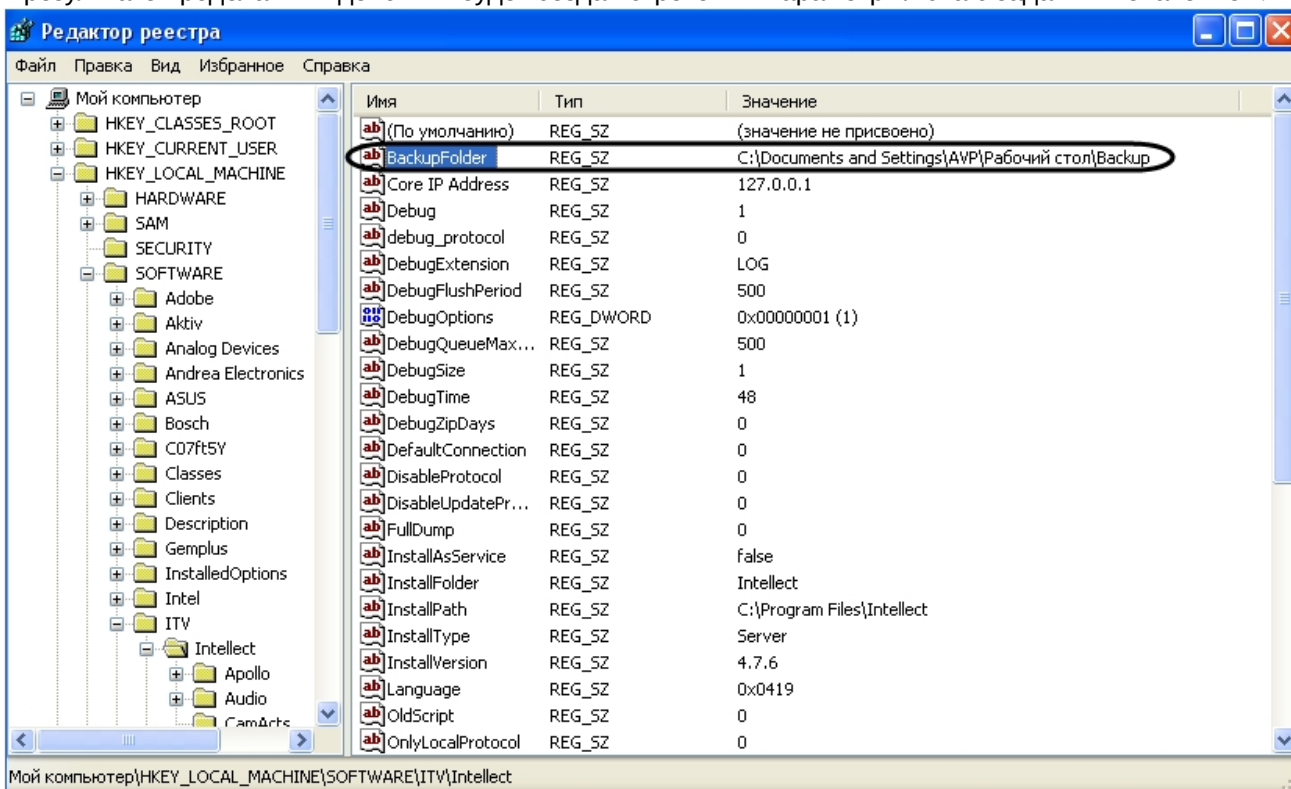 Редактор реестра
Файл Правка Вид Избранное Справка
Мой компьютер
HKEY_CLASSES_ROOT
HKEY_CURRENT_USER
HKEY_LOCAL_MACHINE
HARDWARE
SAM
SECURITY
SOFTWARE
Adobe
Aktiv
Analog Devices
Andrea Electronics
ASUS
Bosch
C07ft5Y
Classes
Clients
Description
Gemplus
InstalledOptions
Intel
ITV
Intellect
Apollo
Audio
CamActs
Имя Тип Значение
(По умолчанию) REG_SZ (значение не присвоено)
BackupFolder REG_SZ C:\Documents and Settings\AVP\Рабочий стол\Backup
Core IP Address REG_SZ 127.0.0.1
Debug REG_SZ 1
debug_protocol REG_SZ 0
DebugExtension REG_SZ LOG
DebugFlushPeriod REG_SZ 500
DebugOptions REG_DWORD 0x00000001 (1)
DebugQueueMax... REG_SZ 500
DebugSize REG_SZ 1
DebugTime REG_SZ 48
DebugZipDays REG_SZ 0
DefaultConnection REG_SZ 0
DisableProtocol REG_SZ 0
DisableUpdatePr... REG_SZ 0
FullDump REG_SZ 0
InstallAsService REG_SZ false
InstallFolder REG_SZ Intellect
InstallPath REG_SZ C:\Program Files\Intellect
InstallType REG_SZ Server
InstallVersion REG_SZ 4.7.6
Language REG_SZ 0x0419
OldScript REG_SZ 0
OnlyLocalProtocol REG_SZ 0
Мой компьютер\HKEY_LOCAL_MACHINE\SOFTWARE\ITV\Intellect